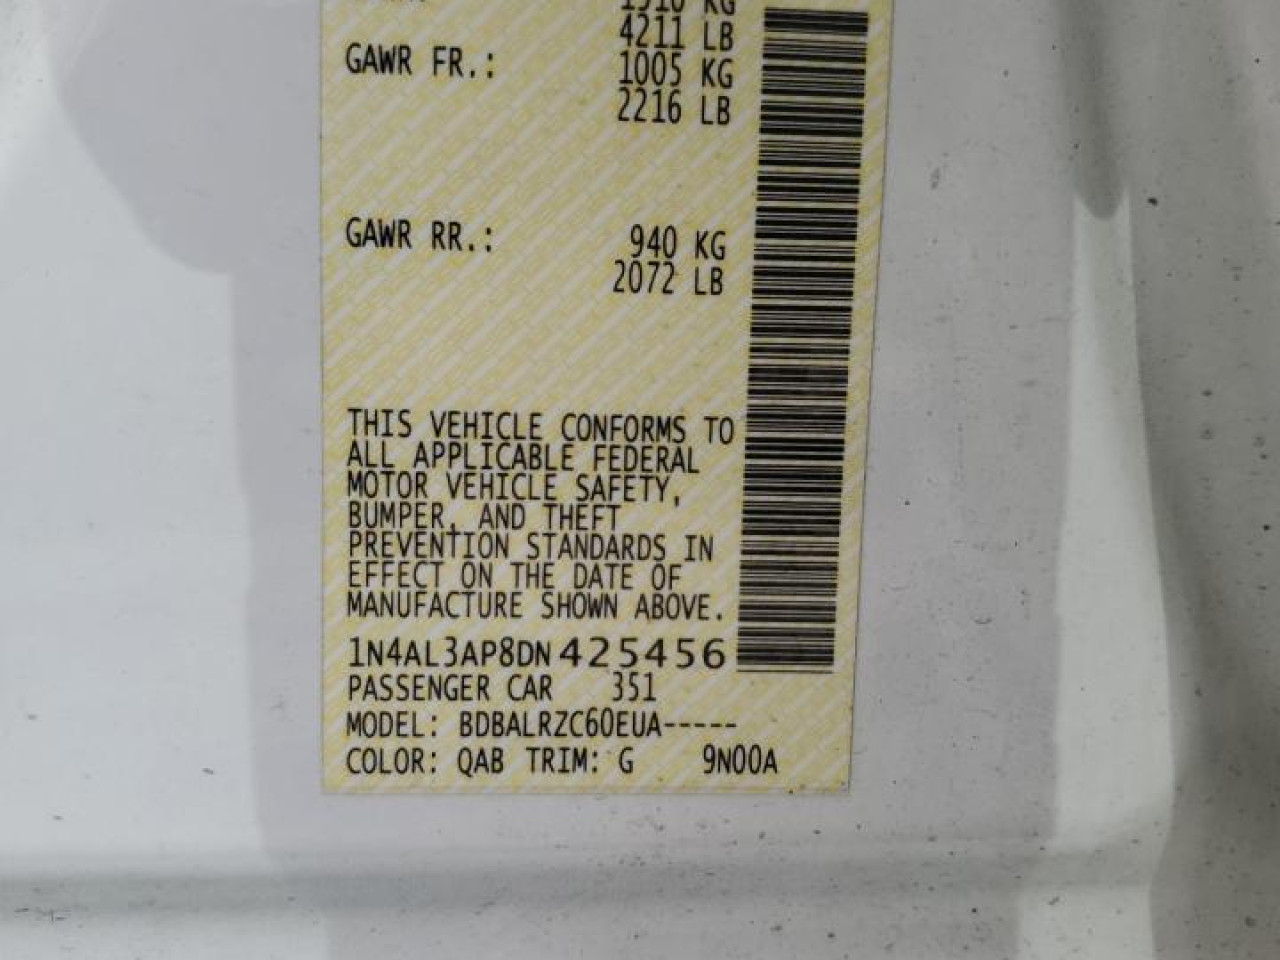 1910 KG
4211 LB
GAWR FR.: 1005 KG
2216 LB
GAWR RR.: 940 KG
2072 LB
THIS VEHICLE CONFORMS TO
ALL APPLICABLE FEDERAL
MOTOR VEHICLE SAFETY,
BUMPER, AND THEFT
PREVENTION STANDARDS IN
EFFECT ON THE DATE OF
MANUFACTURE SHOWN ABOVE.
1N4AL3AP8DN425456
PASSENGER CAR 351
MODEL: BDBALRZC60EUA-----
COLOR: QAB TRIM: G 9N00A